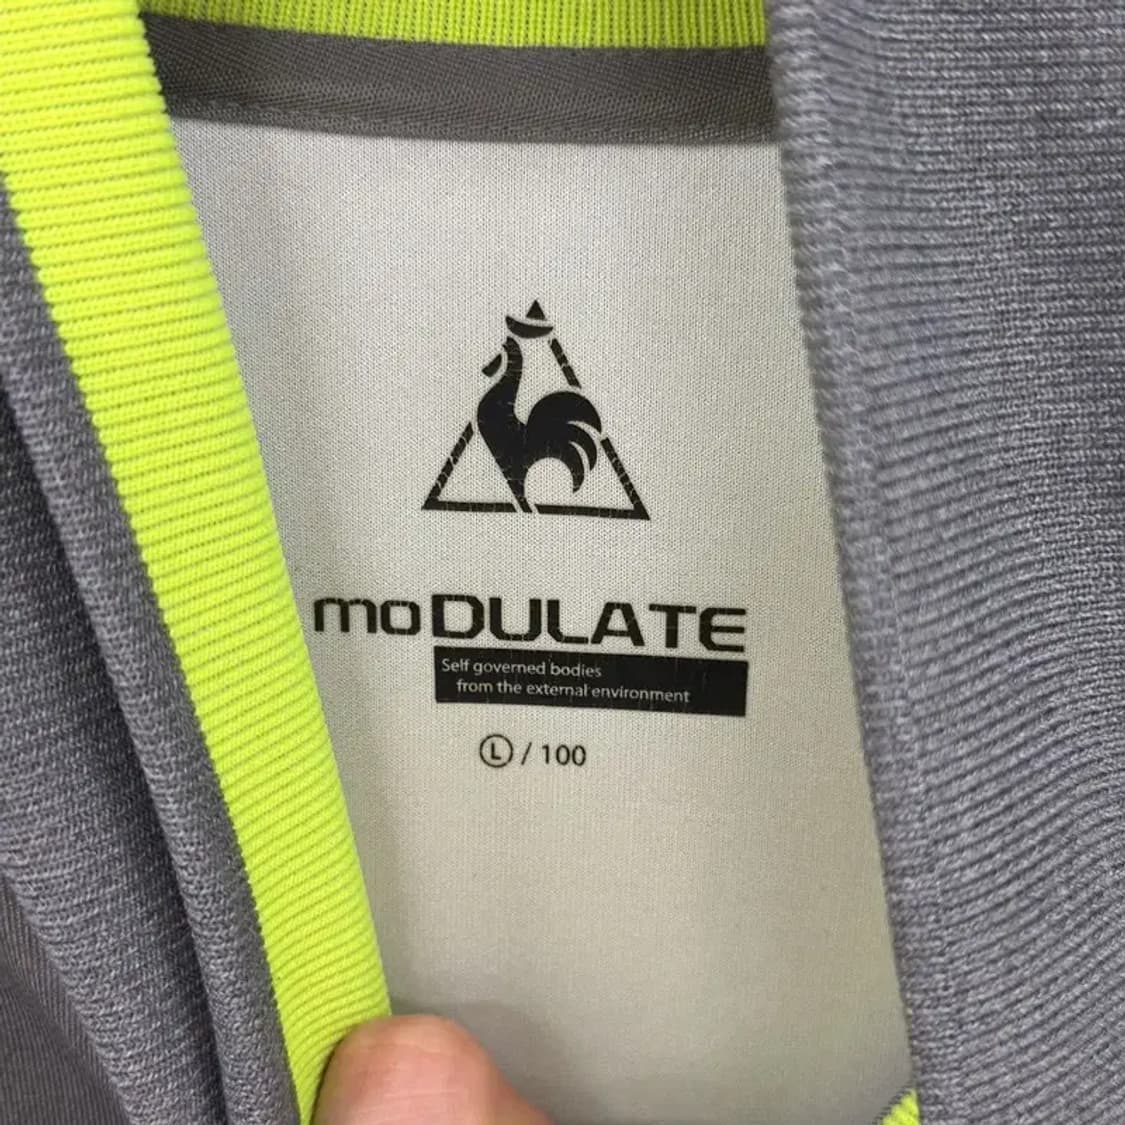 moDULATE
Self governed bodies
from the external environment
Ⓛ / 100